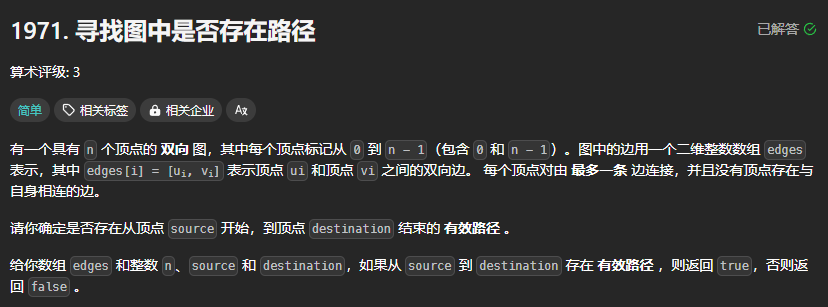 1971. 寻找图中是否存在路径
已解答
算术评级: 3
简单 相关标签 相关企业 A文
有一个具有 n 个顶点的 双向 图，其中每个顶点标记从 0 到 n - 1（包含 0 和 n - 1）。图中的边用一个二维整数数组 edges
表示，其中 edges[i] = [uᵢ, vᵢ] 表示顶点 ui 和顶点 vi 之间的双向边。 每个顶点对由 最多一条 边连接，并且没有顶点存在与
自身相连的边。
请你确定是否存在从顶点 source 开始，到顶点 destination 结束的 有效路径 。
给你数组 edges 和整数 n、source 和 destination，如果从 source 到 destination 存在 有效路径 ，则返回 true，否则返
回 false 。